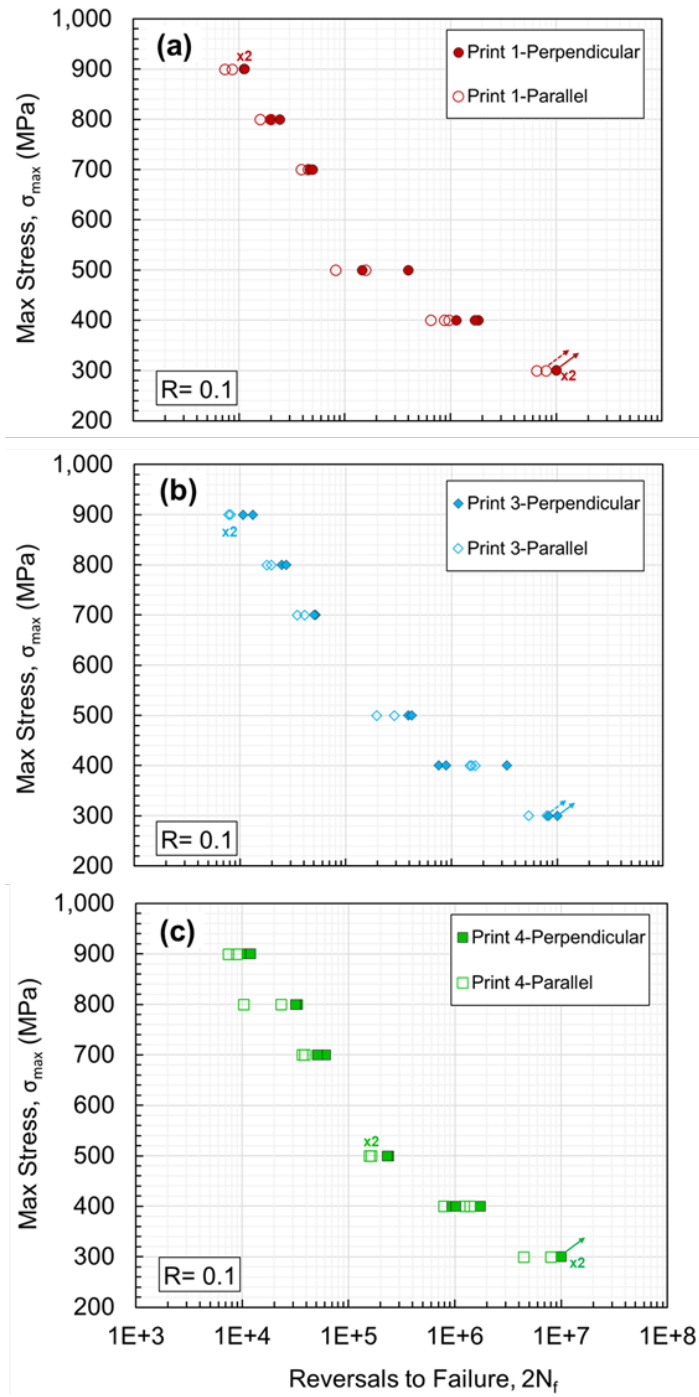 1,000
900
800
700
600
500
400
300
200
Max Stress, σmax (MPa)
(a)
x2
Print 1-Perpendicular
Print 1-Parallel
x2
R= 0.1
1,000
900
800
700
600
500
400
300
200
Max Stress, σmax (MPa)
(b)
x2
Print 3-Perpendicular
Print 3-Parallel
R= 0.1
1,000
900
800
700
600
500
400
300
200
Max Stress, σmax (MPa)
(c)
Print 4-Perpendicular
Print 4-Parallel
x2
x2
R= 0.1
1E+3 1E+4 1E+5 1E+6 1E+7 1E+8
Reversals to Failure, 2Nf